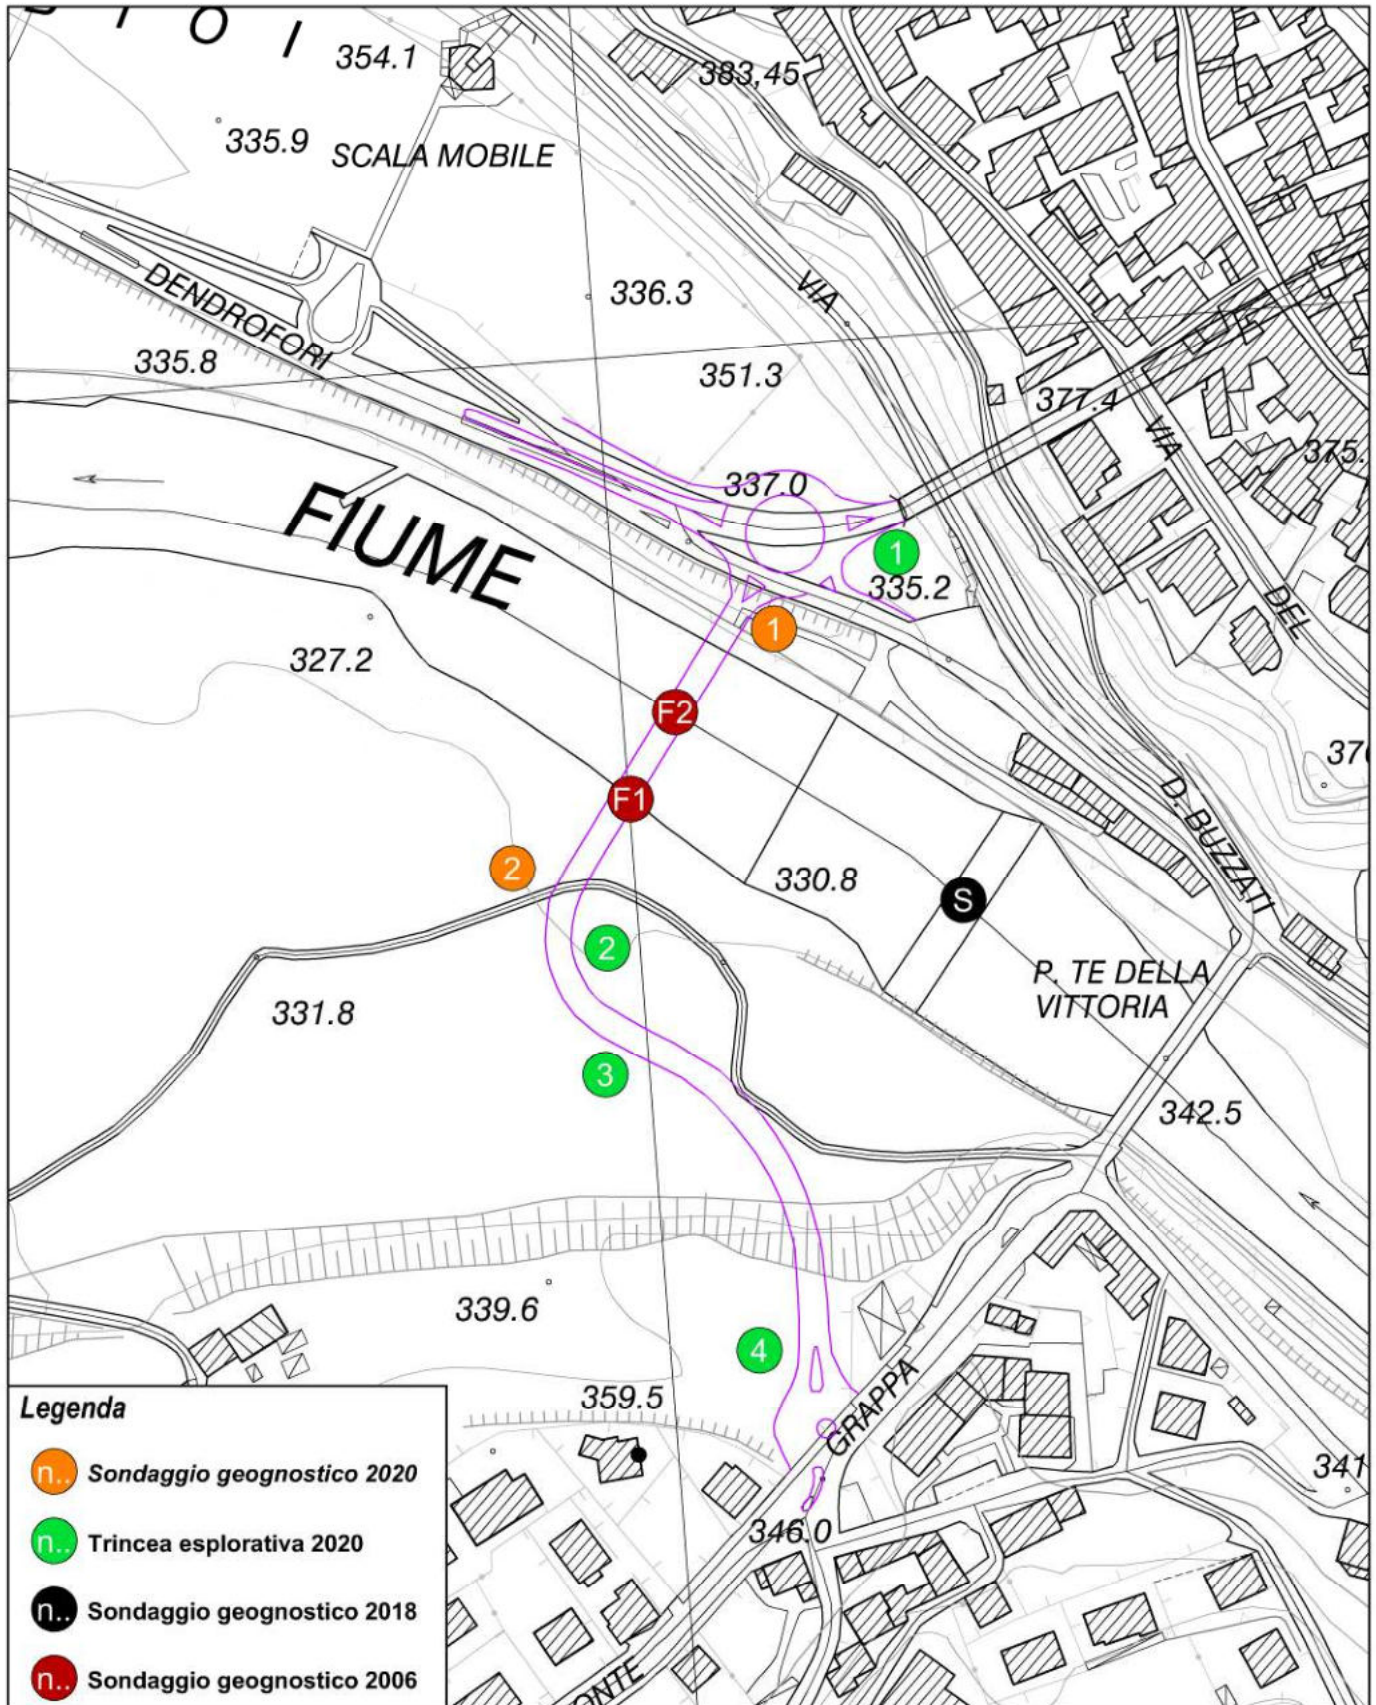 I O I
354.1
383,45
335.9
SCALA MOBILE
DENDROFORI
336.3
VIA
335.8
351.3
377.4
VIA
375.
337.0
FIUME
1
335.2
DEL
1
327.2
F2
370
F1
D. BUZZATI
2
330.8
S
2
P. TE DELLA
VITTORIA
331.8
3
342.5
339.6
4
359.5
GRAPPA
341
346.0
ONTE
Legenda
n.. Sondaggio geognostico 2020
n.. Trincea esplorativa 2020
n.. Sondaggio geognostico 2018
n.. Sondaggio geognostico 2006